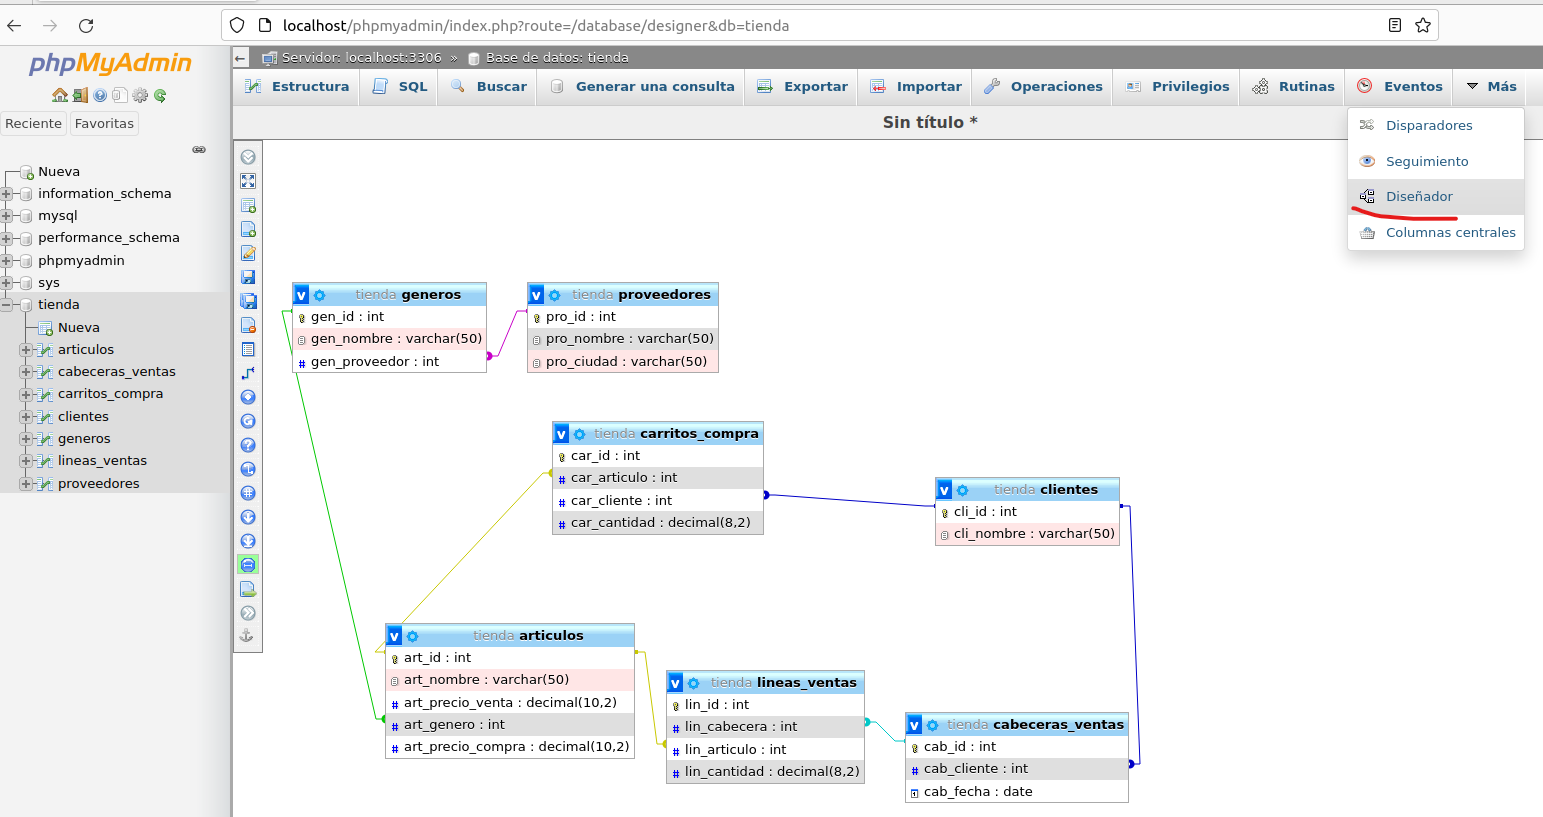 localhost/phpmyadmin/index.php?route=/database/designer&db=tienda
phpMyAdmin
Reciente
Favoritas
Nueva
information_schema
mysql
performance_schema
phpmyadmin
sys
tienda
Nueva
articulos
cabeceras_ventas
carritos_compra
clientes
generos
lineas_ventas
proveedores
Servidor: localhost:3306 » Base de datos: tienda
Estructura SQL Buscar Generar una consulta Exportar Importar Operaciones Privilegios Rutinas Eventos Más
Sin título *
Disparadores
Seguimiento
Diseñador
Columnas centrales
v tienda generos
gen_id : int
gen_nombre : varchar(50)
gen_proveedor : int
v tienda proveedores
pro_id : int
pro_nombre : varchar(50)
pro_ciudad : varchar(50)
v tienda carritos_compra
car_id : int
car_articulo : int
car_cliente : int
car_cantidad : decimal(8,2)
v tienda clientes
cli_id : int
cli_nombre : varchar(50)
v tienda articulos
art_id : int
art_nombre : varchar(50)
art_precio_venta : decimal(10,2)
art_genero : int
art_precio_compra : decimal(10,2)
v tienda lineas_ventas
lin_id : int
lin_cabecera : int
lin_articulo : int
lin_cantidad : decimal(8,2)
v tienda cabeceras_ventas
cab_id : int
cab_cliente : int
cab_fecha : date